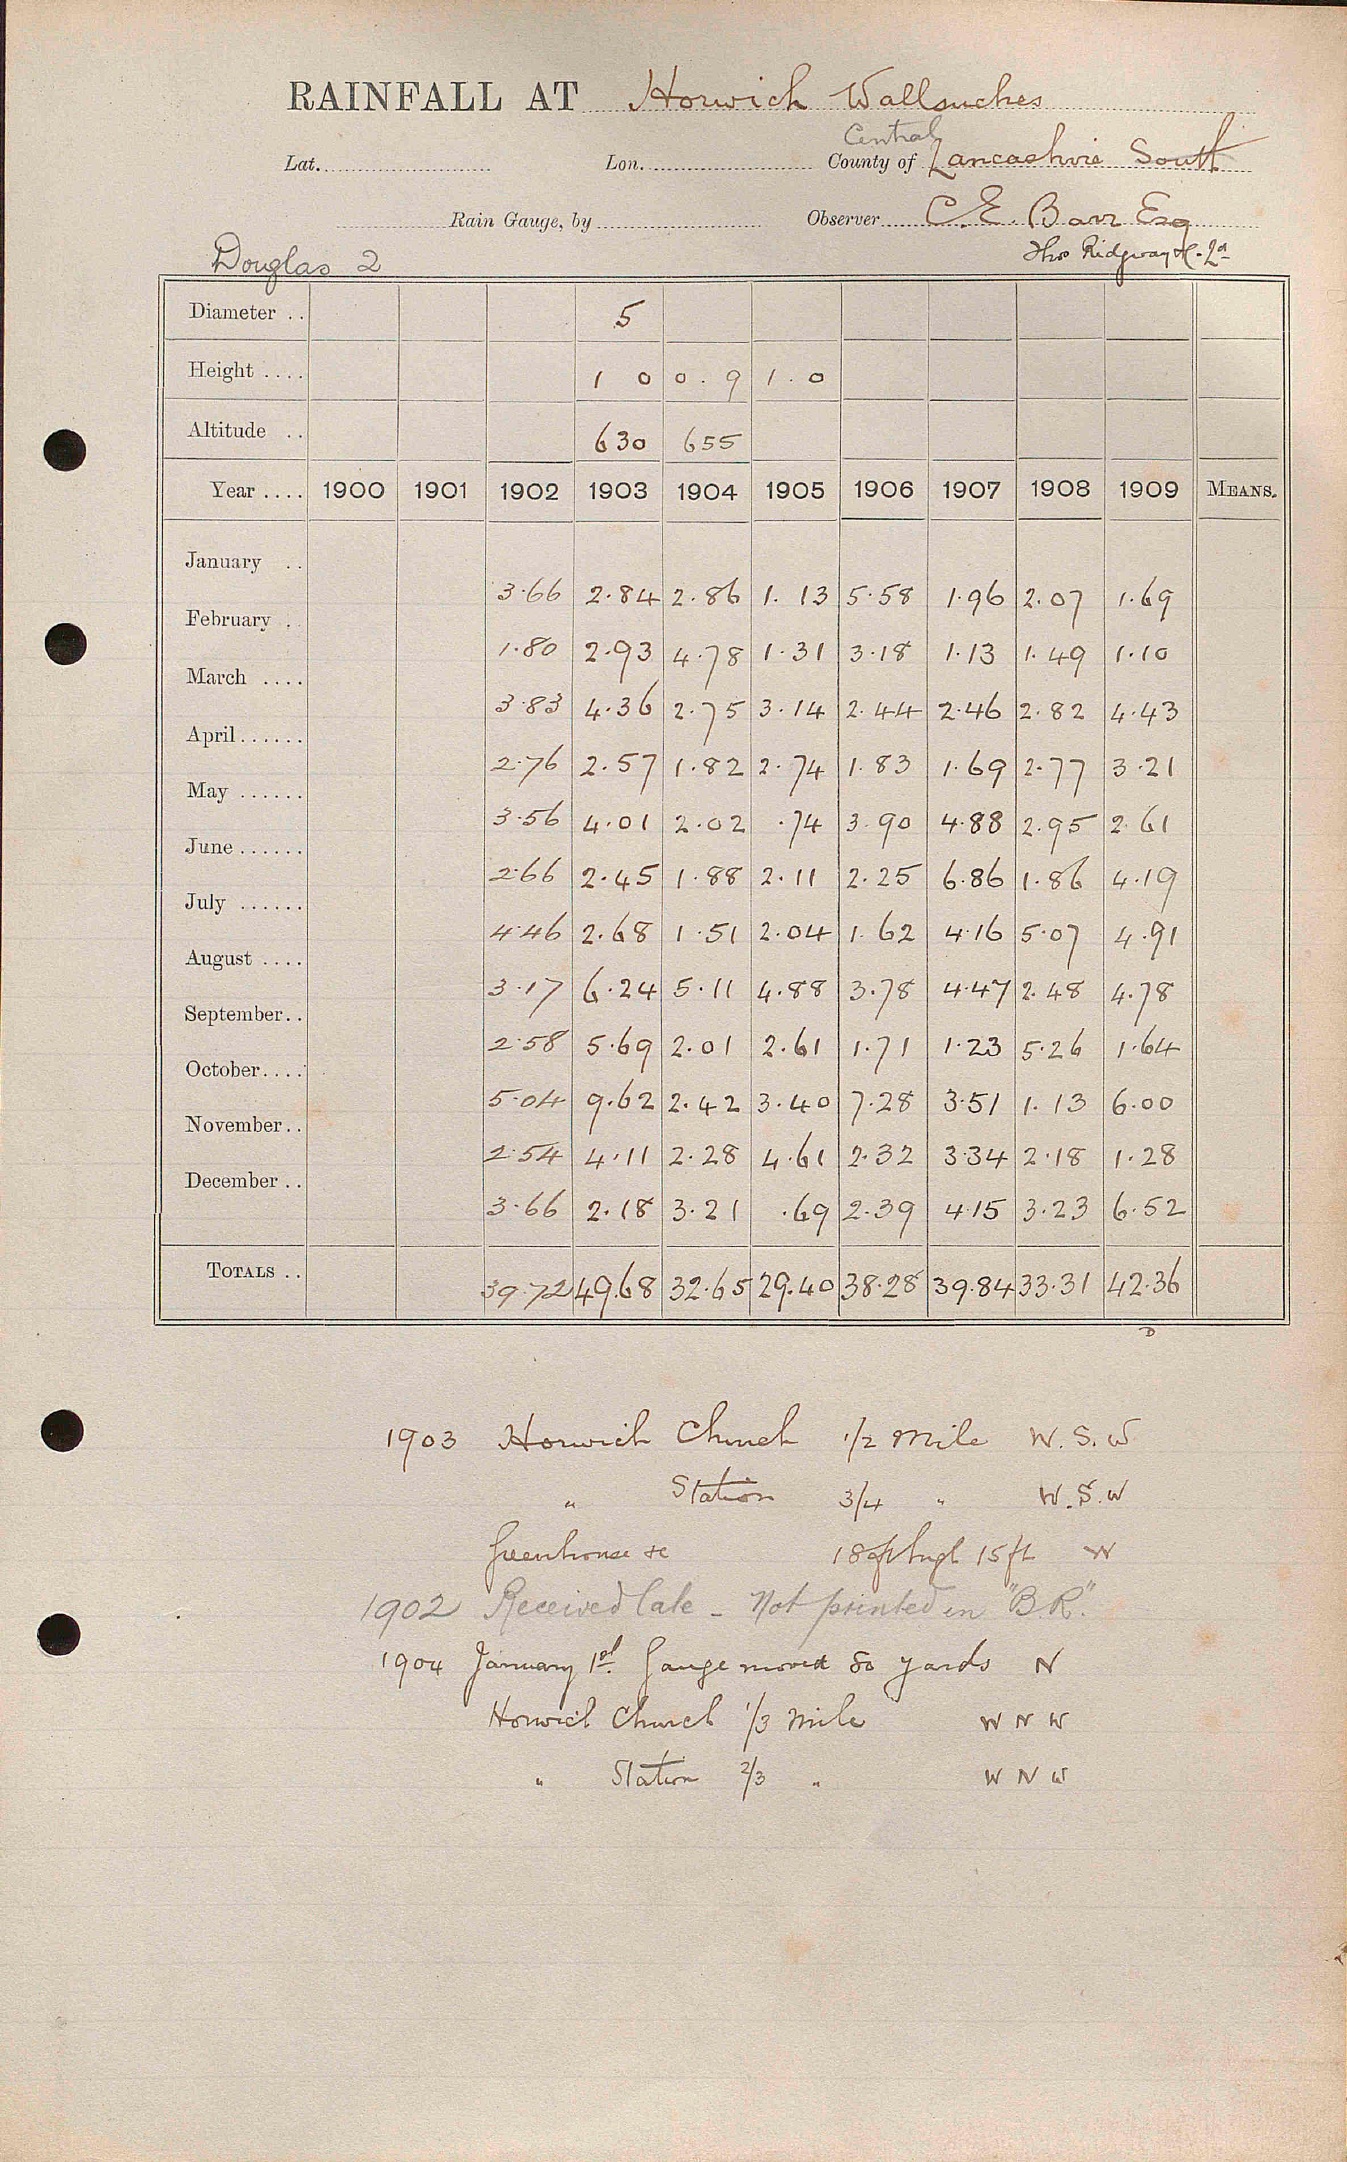 RAINFALL AT Horwich Wallsuches
Central
Lat. Lon. County of Lancashire South
Rain Gauge, by Observer C. E. Barr Esq
Douglas 2 Thos Ridgway
Diameter .. 5
Height .... 1 0 0.9 1.0
Altitude .. 630 655
Year .... 1900 1901 1902 1903 1904 1905 1906 1907 1908 1909 MEANS.
January .. 3.66 2.84 2.86 1.13 5.58 1.96 2.07 1.69
February . 1.80 2.93 4.78 1.31 3.18 1.13 1.49 1.10
March .... 3.83 4.36 2.75 3.14 2.44 2.46 2.82 4.43
April...... 2.76 2.57 1.82 2.74 1.83 1.69 2.77 3.21
May ...... 3.56 4.01 2.02 .74 3.90 4.88 2.95 2.61
June...... 2.66 2.45 1.88 2.11 2.25 6.86 1.86 4.19
July ...... 4.46 2.68 1.51 2.04 1.62 4.16 5.07 4.91
August .... 3.17 6.24 5.11 4.88 3.78 4.47 2.48 4.78
September.. 2.58 5.69 2.01 2.61 1.71 1.23 5.26 1.64
October.... 5.04 9.62 2.42 3.40 7.28 3.51 1.13 6.00
November.. 2.54 4.11 2.28 4.61 2.32 3.34 2.18 1.28
December .. 3.66 2.18 3.21 .69 2.39 4.15 3.23 6.52
TOTALS .. 39.72 49.68 32.65 29.40 38.28 39.84 33.31 42.36
D
1903 Horwich Church 1/2 Mile W.S.W
" Station 3/4 " W.S.W
Greenhouse &c 18 ft high 15 ft W
1902 Received late - Not printed in "B.R."
1904 January 1st. Gauge moved 80 yards N
Horwich Church 1/3 Mile W N W
" Station 2/3 " W N W